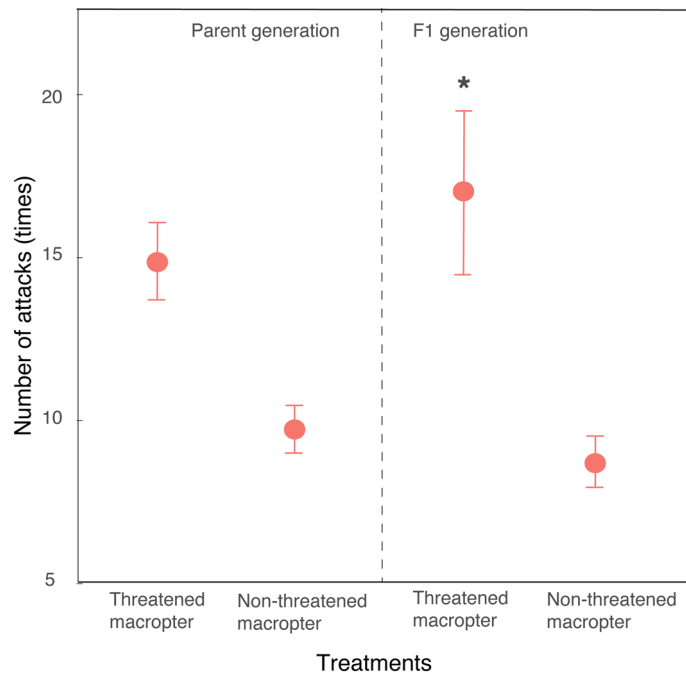 Parent generation
F1 generation
*
20
15
10
5
Number of attacks (times)
Threatened
macropter
Non-threatened
macropter
Threatened
macropter
Non-threatened
macropter
Treatments